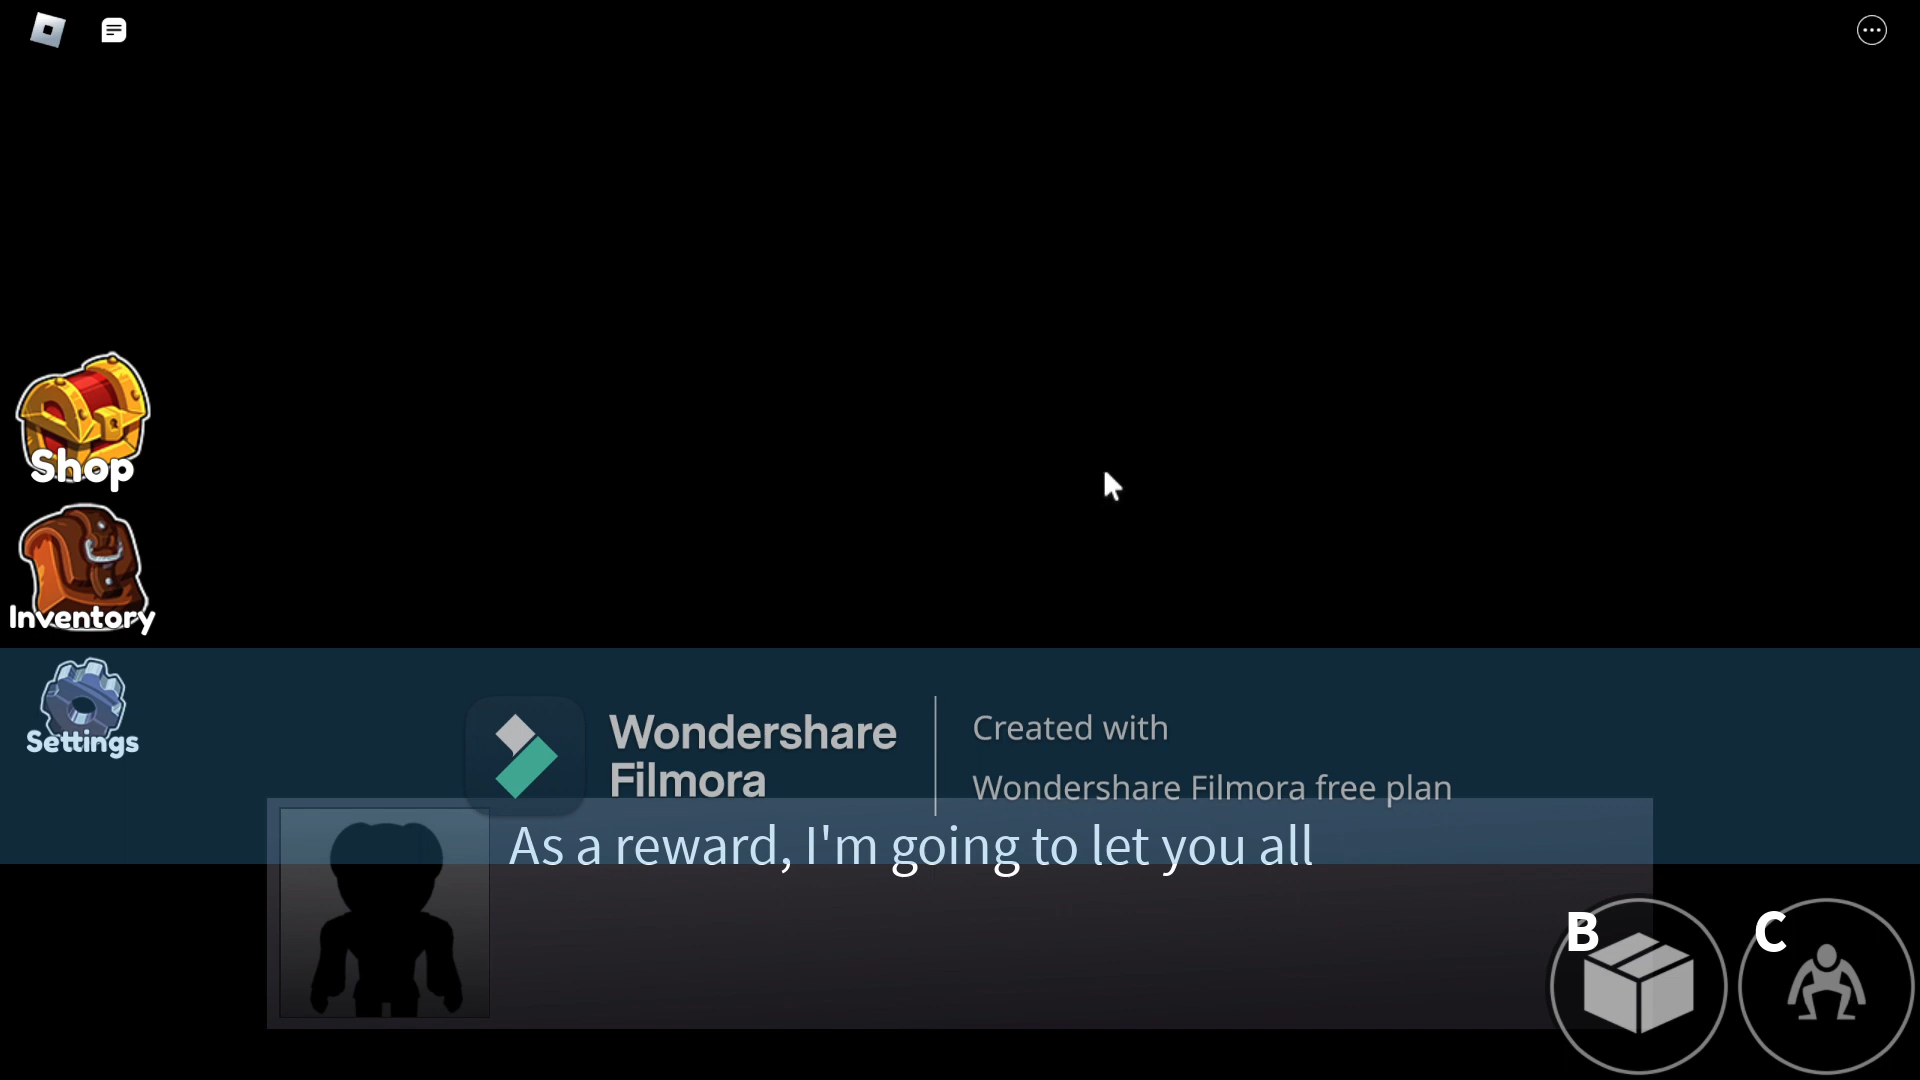 Shop
Inventory
Settings
Wondershare
Filmora
Created with
Wondershare Filmora free plan
As a reward, I'm going to let you all
B
C